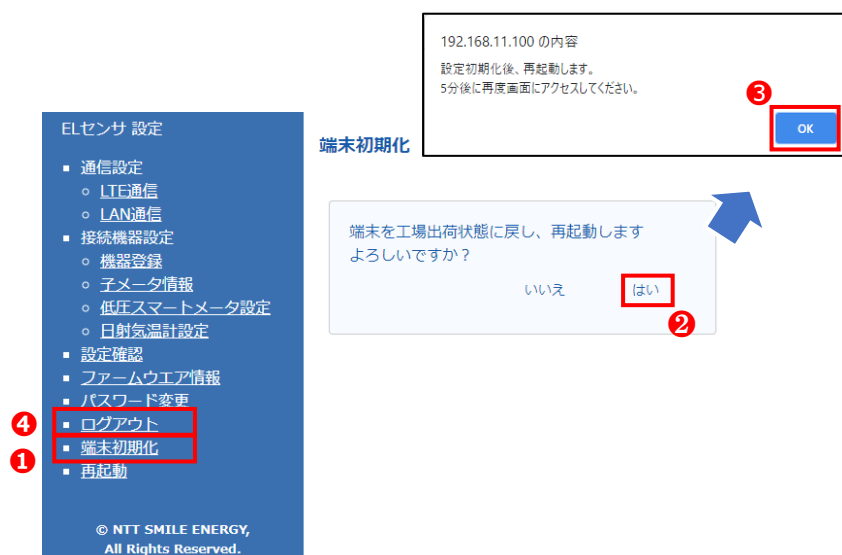 192.168.11.100 の内容
設定初期化後、再起動します。
5分後に再度画面にアクセスしてください。
❸
OK
ELセンサ 設定
通信設定
LTE通信
LAN通信
接続機器設定
機器登録
子メータ情報
低圧スマートメータ設定
日射気温計設定
設定確認
ファームウエア情報
パスワード変更
❹ ログアウト
❶ 端末初期化
再起動
© NTT SMILE ENERGY,
All Rights Reserved.
端末初期化
端末を工場出荷状態に戻し、再起動します
よろしいですか？
いいえ はい
❷